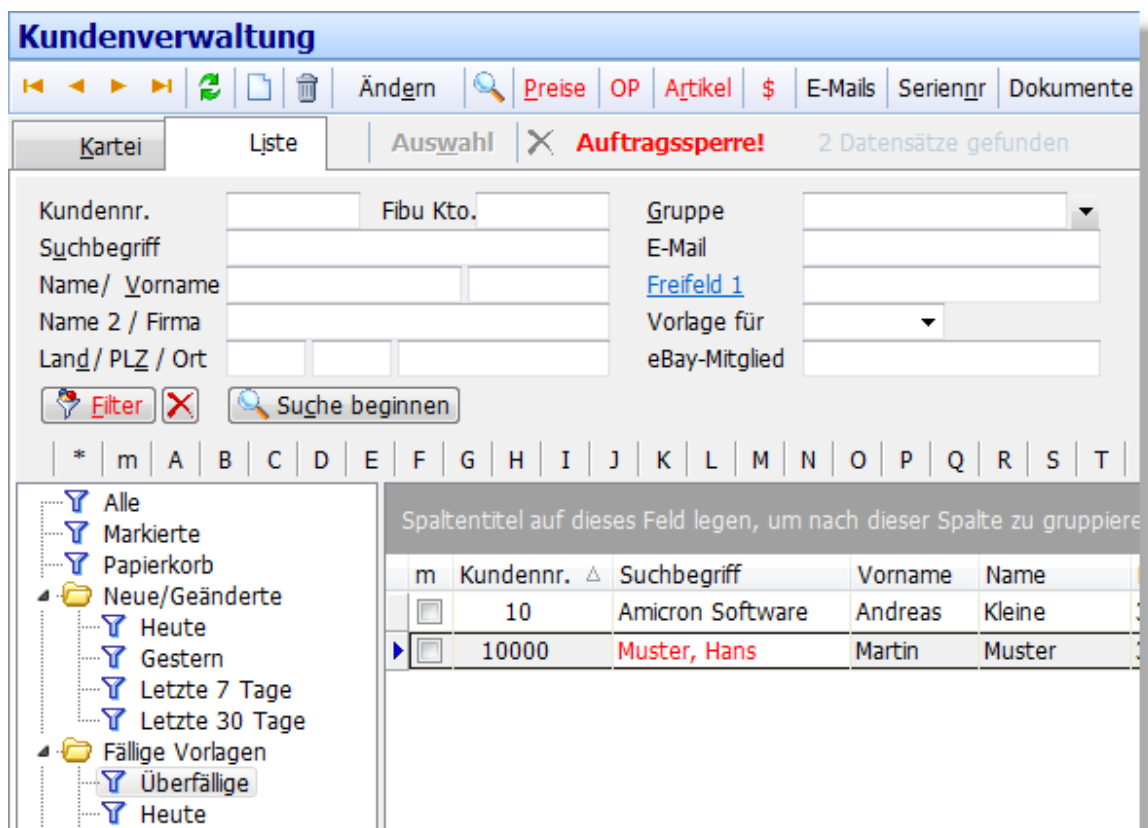 Kundenverwaltung
Ändern Preise OP Artikel $ E-Mails Seriennr Dokumente
Kartei Liste Auswahl Auftragssperre! 2 Datensätze gefunden
Kundennr. Fibu Kto. Gruppe
Suchbegriff E-Mail
Name/ Vorname Freifeld 1
Name 2 / Firma Vorlage für
Land / PLZ / Ort eBay-Mitglied
Filter Suche beginnen
* m A B C D E F G H I J K L M N O P Q R S T
Alle
Markierte
Papierkorb
Neue/Geänderte
Heute
Gestern
Letzte 7 Tage
Letzte 30 Tage
Fällige Vorlagen
Überfällige
Heute
Spaltentitel auf dieses Feld legen, um nach dieser Spalte zu gruppiere
m Kundennr. Suchbegriff Vorname Name
10 Amicron Software Andreas Kleine
10000 Muster, Hans Martin Muster